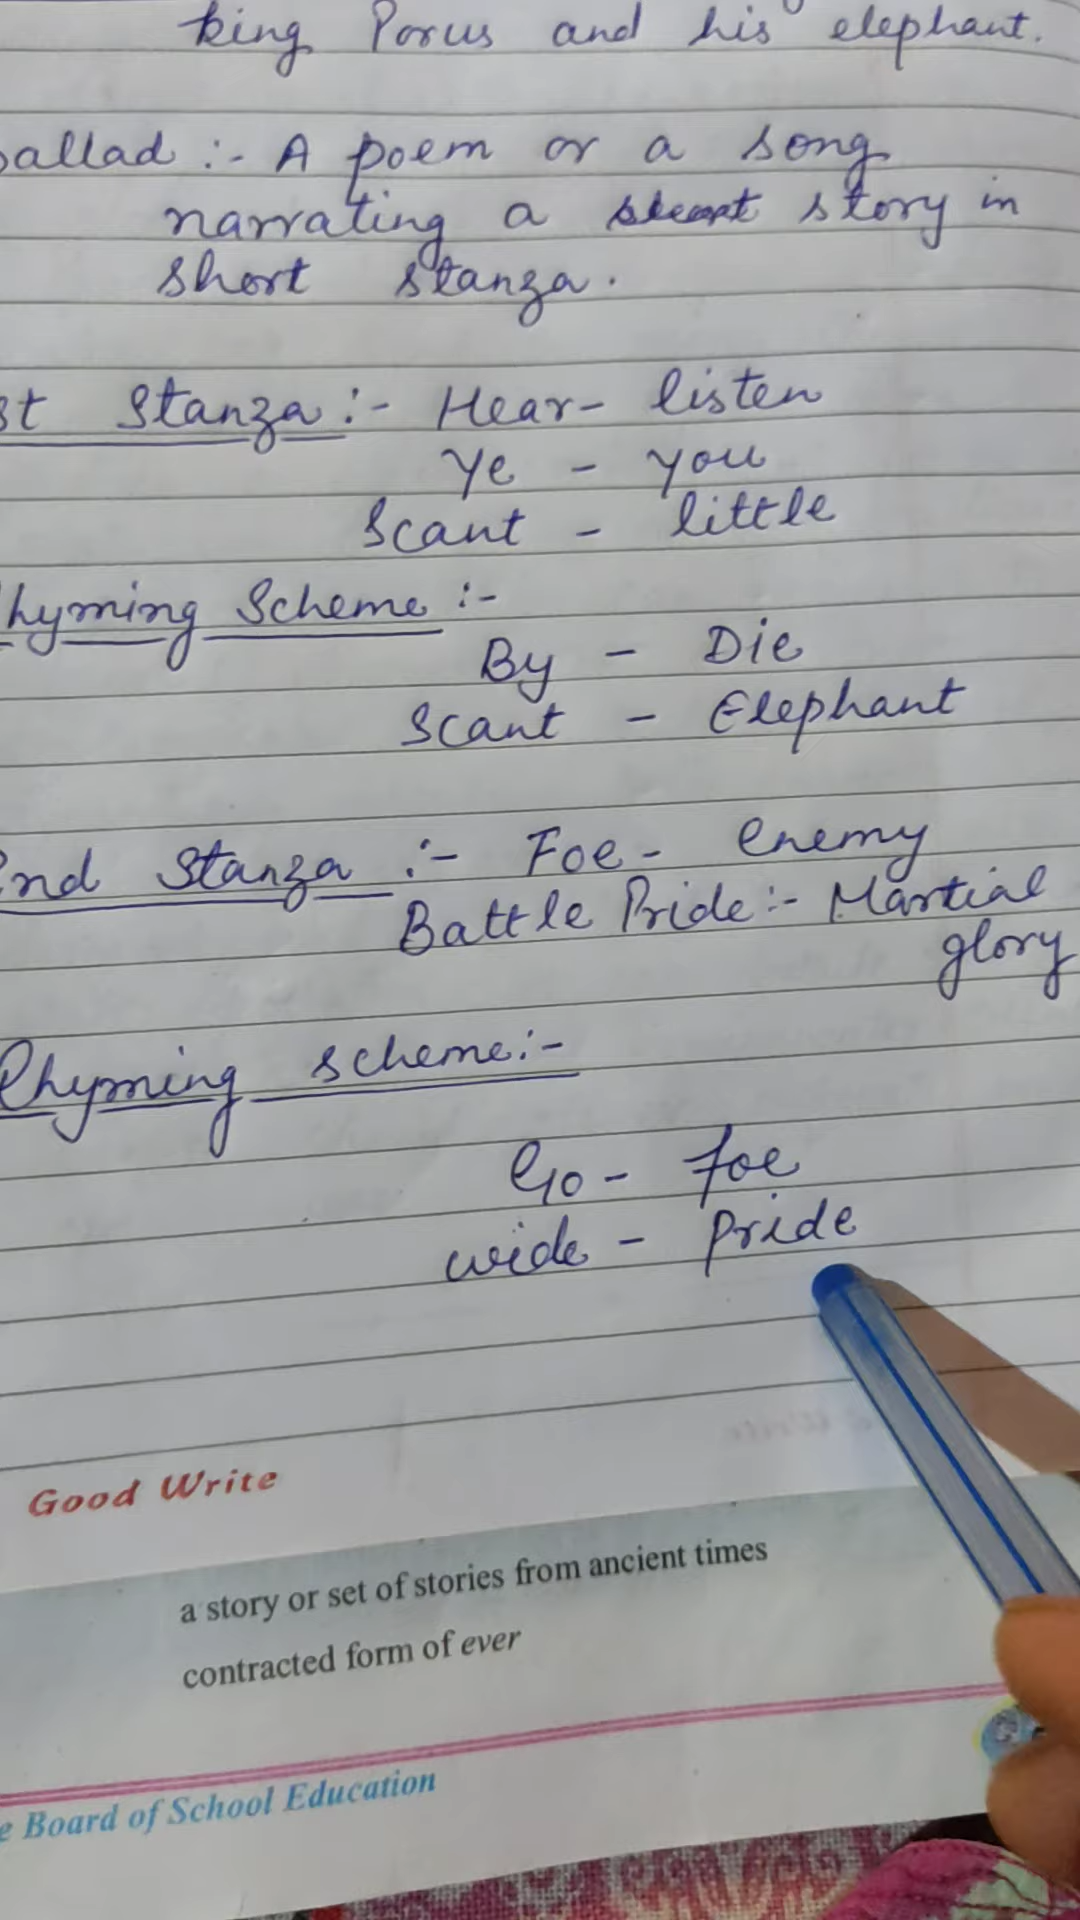 king Porus and his elephant.
ballad :- A poem or a song
narrating a story in
short stanza.
st Stanza :- Hear - listen
Ye - you
Scant - little
hyming Scheme :-
By - Die
Scant - Elephant
2nd Stanza :- Foe - enemy
Battle Pride :- Martial
glory
Rhyming scheme :-
Go - foe
wide - Pride
Good Write
a story or set of stories from ancient times
contracted form of ever
e Board of School Education